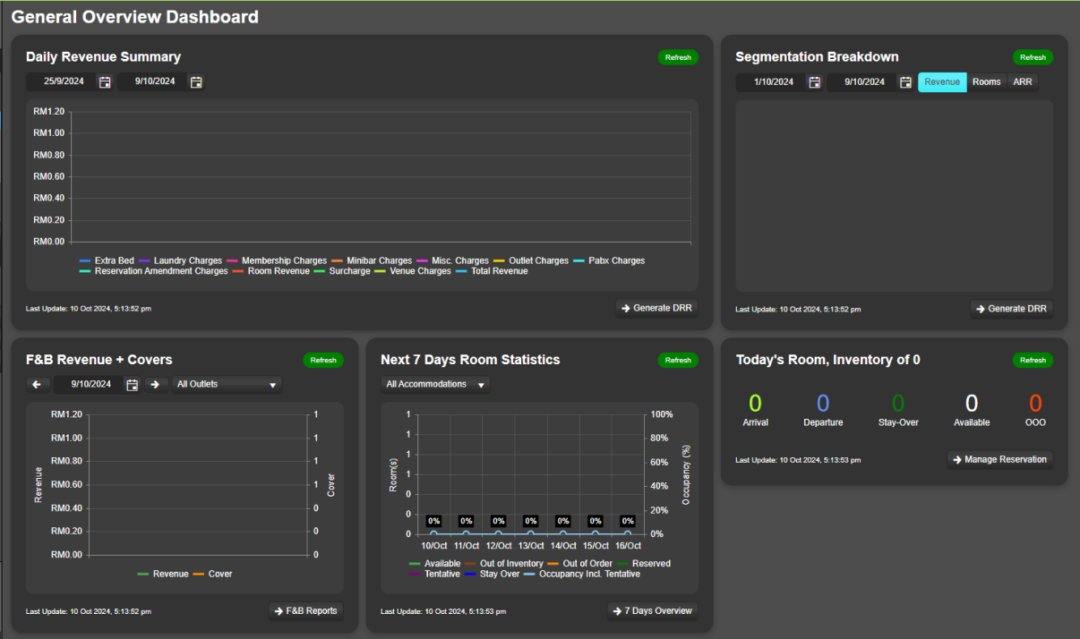 General Overview Dashboard
Daily Revenue Summary
Refresh
25/9/2024
9/10/2024
RM1.20
RM1.00
RM0.80
RM0.60
RM0.40
RM0.20
RM0.00
Extra Bed Laundry Charges Membership Charges Minibar Charges Misc. Charges Outlet Charges Pabx Charges
Reservation Amendment Charges Room Revenue Surcharge Venue Charges Total Revenue
Last Update: 10 Oct 2024, 5:13:52 pm
Generate DRR
Segmentation Breakdown
Refresh
1/10/2024
9/10/2024
Revenue Rooms ARR
Last Update: 10 Oct 2024, 5:13:52 pm
Generate DRR
F&B Revenue + Covers
Refresh
9/10/2024
All Outlets
RM1.20
RM1.00
RM0.80
RM0.60
RM0.40
RM0.20
RM0.00
Revenue
1
1
1
1
0
0
0
Cover
Revenue Cover
Last Update: 10 Oct 2024, 5:13:52 pm
F&B Reports
Next 7 Days Room Statistics
Refresh
All Accommodations
1
1
1
1
0
0
0
Room(s)
100%
80%
60%
40%
20%
0%
Occupancy (%)
0% 0% 0% 0% 0% 0% 0%
10/Oct 11/Oct 12/Oct 13/Oct 14/Oct 15/Oct 16/Oct
Available Out of Inventory Out of Order Reserved
Tentative Stay Over Occupancy Incl. Tentative
Last Update: 10 Oct 2024, 5:13:53 pm
7 Days Overview
Today's Room, Inventory of 0
Refresh
0 0 0 0 0
Arrival Departure Stay-Over Available OOO
Last Update: 10 Oct 2024, 5:13:53 pm
Manage Reservation